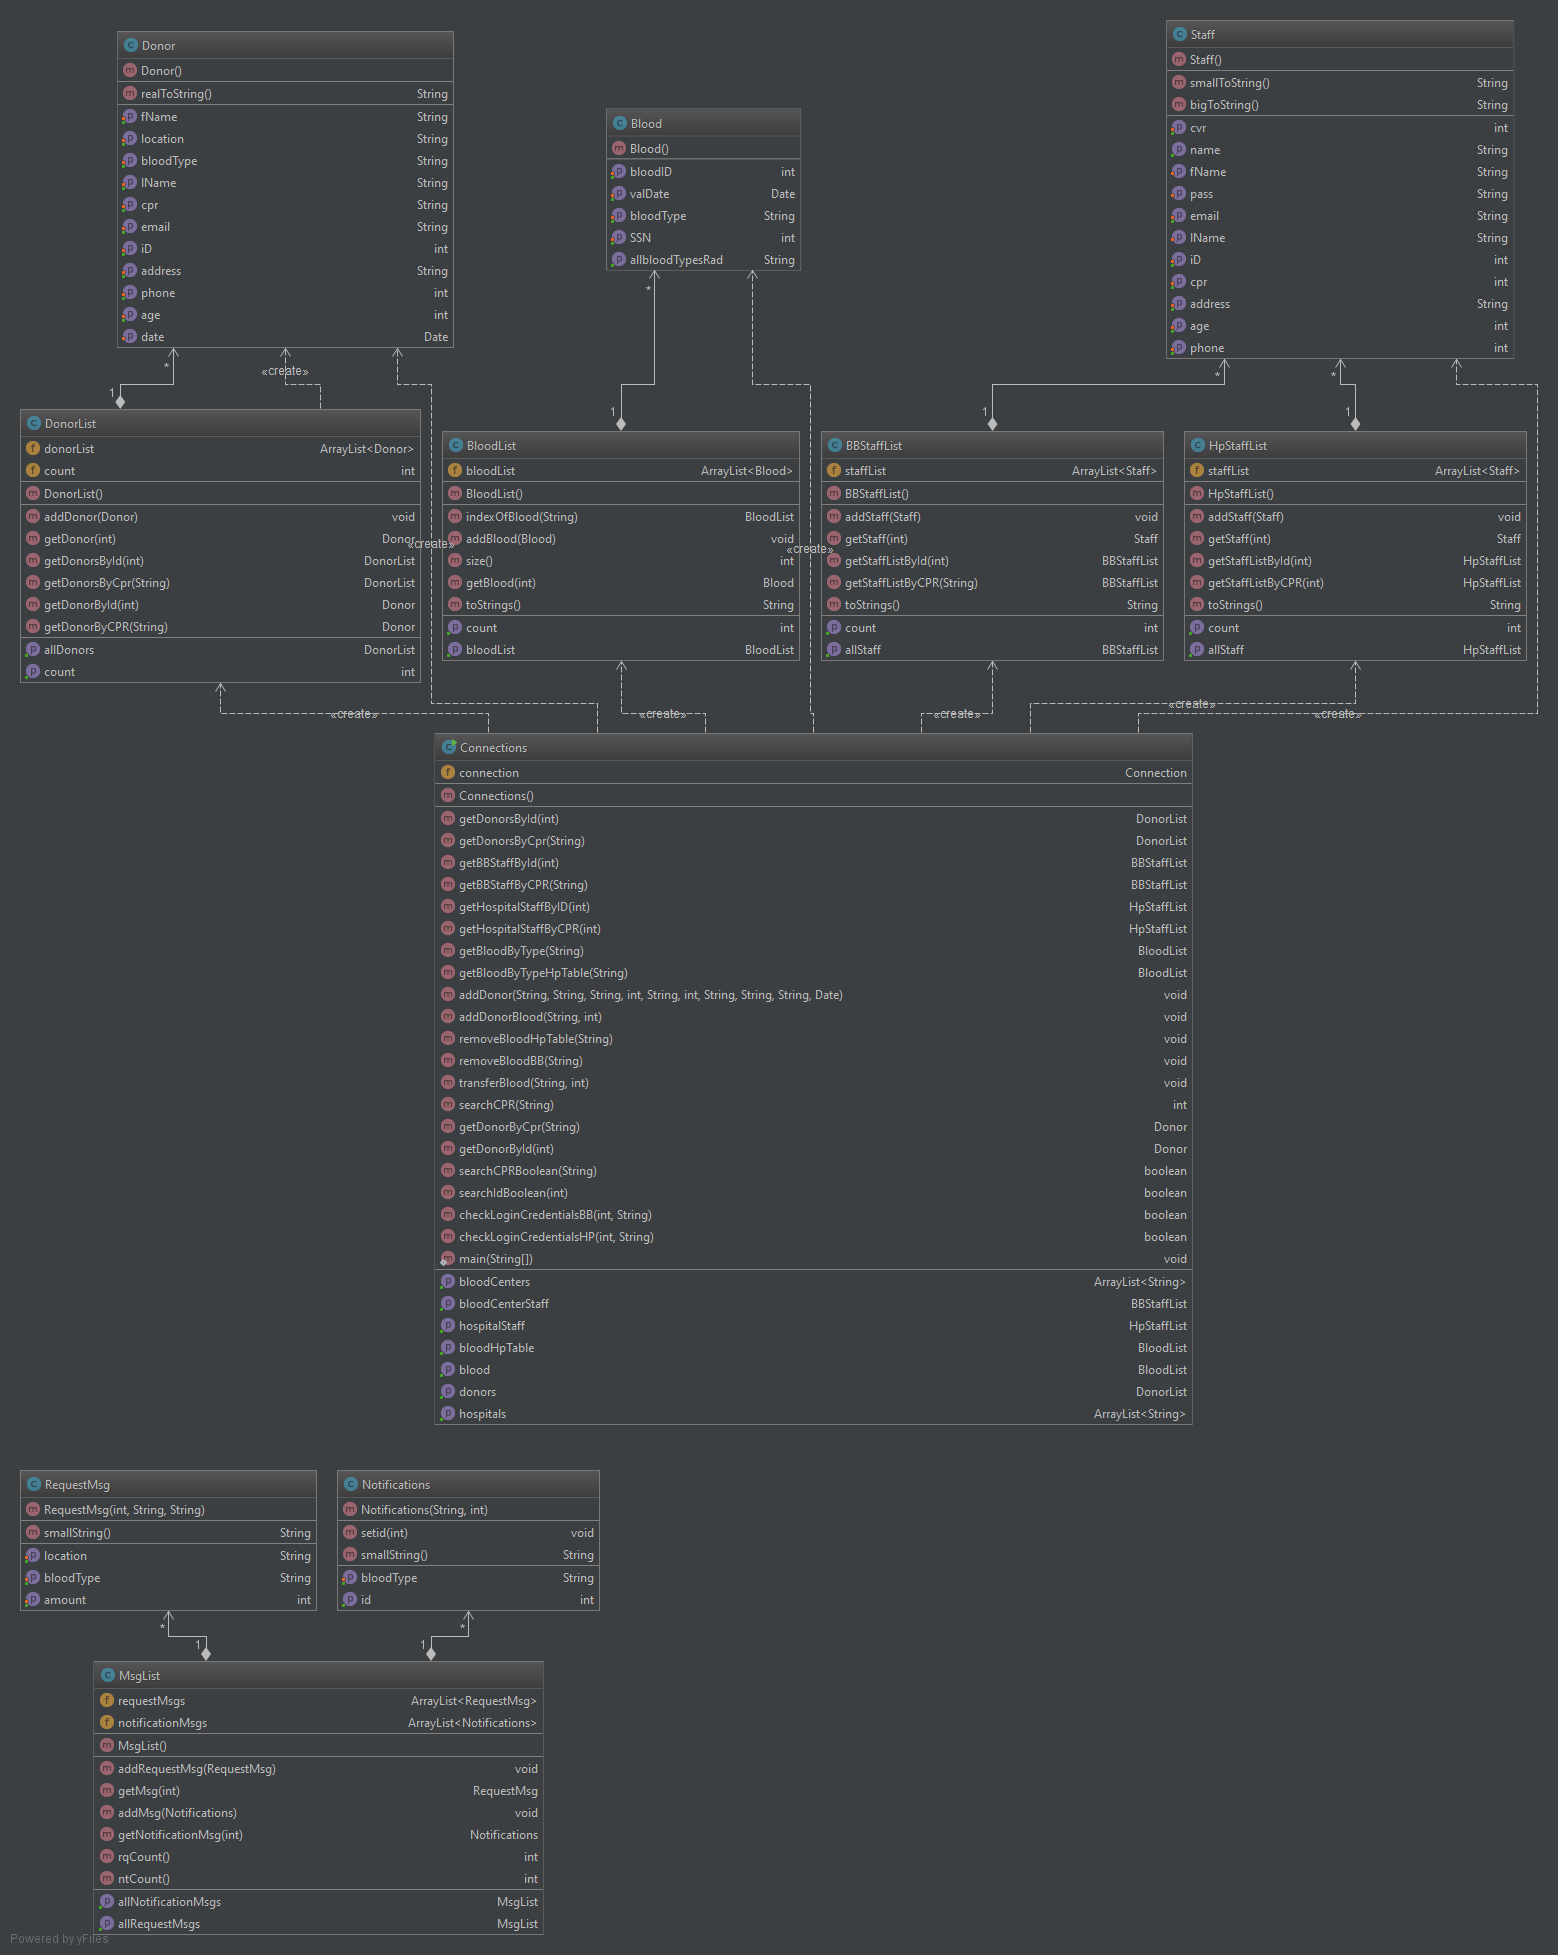 Donor
Donor()
realToString() String
fName String
location String
bloodType String
lName String
cpr String
email String
iD int
address String
phone int
age int
date Date
Blood
Blood()
bloodID int
valDate Date
bloodType String
SSN int
allbloodTypesRad String
Staff
Staff()
smallToString() String
bigToString() String
cvr int
name String
fName String
pass String
email String
lName String
iD int
cpr int
address String
age int
phone int
* «create» * * *
1 1 1 1
DonorList
donorList ArrayList<Donor>
count int
DonorList()
addDonor(Donor) void
getDonor(int) Donor
getDonorsById(int) DonorList
getDonorsByCpr(String) DonorList
getDonorById(int) Donor
getDonorByCPR(String) Donor
allDonors DonorList
count int
«create»
BloodList
bloodList ArrayList<Blood>
BloodList()
indexOfBlood(String) BloodList
addBlood(Blood) void
size() int
getBlood(int) Blood
toStrings() String
count int
bloodList BloodList
«create»
BBStaffList
staffList ArrayList<Staff>
BBStaffList()
addStaff(Staff) void
getStaff(int) Staff
getStaffListById(int) BBStaffList
getStaffListByCPR(String) BBStaffList
toStrings() String
count int
allStaff BBStaffList
HpStaffList
staffList ArrayList<Staff>
HpStaffList()
addStaff(Staff) void
getStaff(int) Staff
getStaffListById(int) HpStaffList
getStaffListByCPR(int) HpStaffList
toStrings() String
count int
allStaff HpStaffList
«create» «create» «create» «create» «create»
Connections
connection Connection
Connections()
getDonorsById(int) DonorList
getDonorsByCpr(String) DonorList
getBBStaffById(int) BBStaffList
getBBStaffByCPR(String) BBStaffList
getHospitalStaffByID(int) HpStaffList
getHospitalStaffByCPR(int) HpStaffList
getBloodByType(String) BloodList
getBloodByTypeHpTable(String) BloodList
addDonor(String, String, String, int, String, int, String, String, String, Date) void
addDonorBlood(String, int) void
removeBloodHpTable(String) void
removeBloodBB(String) void
transferBlood(String, int) void
searchCPR(String) int
getDonorByCpr(String) Donor
getDonorById(int) Donor
searchCPRBoolean(String) boolean
searchIdBoolean(int) boolean
checkLoginCredentialsBB(int, String) boolean
checkLoginCredentialsHP(int, String) boolean
main(String[]) void
bloodCenters ArrayList<String>
bloodCenterStaff BBStaffList
hospitalStaff HpStaffList
bloodHpTable BloodList
blood BloodList
donors DonorList
hospitals ArrayList<String>
RequestMsg
RequestMsg(int, String, String)
smallString() String
location String
bloodType String
amount int
Notifications
Notifications(String, int)
setid(int) void
smallString() String
bloodType String
id int
* *
1 1
MsgList
requestMsgs ArrayList<RequestMsg>
notificationMsgs ArrayList<Notifications>
MsgList()
addRequestMsg(RequestMsg) void
getMsg(int) RequestMsg
addMsg(Notifications) void
getNotificationMsg(int) Notifications
rqCount() int
ntCount() int
allNotificationMsgs MsgList
allRequestMsgs MsgList
Powered by yFiles